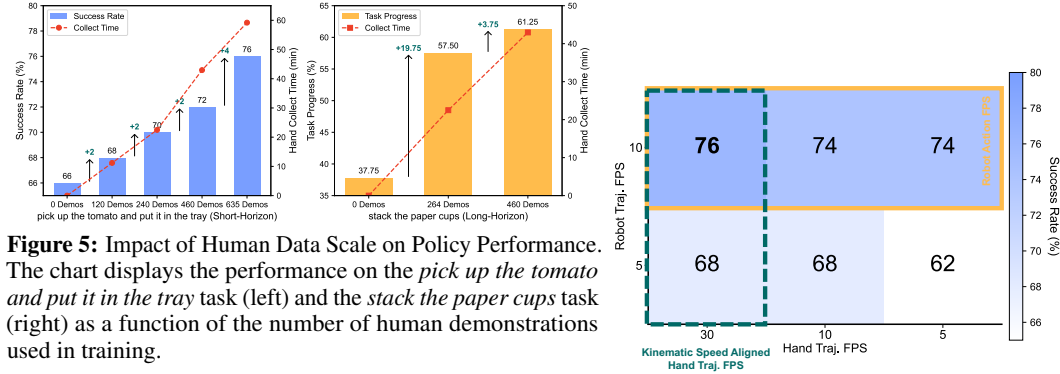 80
78
76
74
72
70
68
66
Success Rate (%)
Success Rate
Collect Time
66
68
70
72
76
+2
+2
+2
+4
60
50
40
30
20
10
0
Hand Collect Time (min)
0 Demos
120 Demos
240 Demos
460 Demos
635 Demos
pick up the tomato and put it in the tray (Short-Horizon)
65
60
55
50
45
40
35
Task Progress (%)
Task Progress
Collect Time
37.75
57.50
61.25
+19.75
+3.75
50
40
30
20
10
0
Hand Collect Time (min)
0 Demos
264 Demos
460 Demos
stack the paper cups (Long-Horizon)
Figure 5: Impact of Human Data Scale on Policy Performance.
The chart displays the performance on the pick up the tomato
and put it in the tray task (left) and the stack the paper cups task
(right) as a function of the number of human demonstrations
used in training.
Robot Traj. FPS
10
5
76
74
74
68
68
62
Robot Action FPS
30
10
5
Hand Traj. FPS
Kinematic Speed Aligned
Hand Traj. FPS
80
78
76
74
72
70
68
66
Success Rate (%)